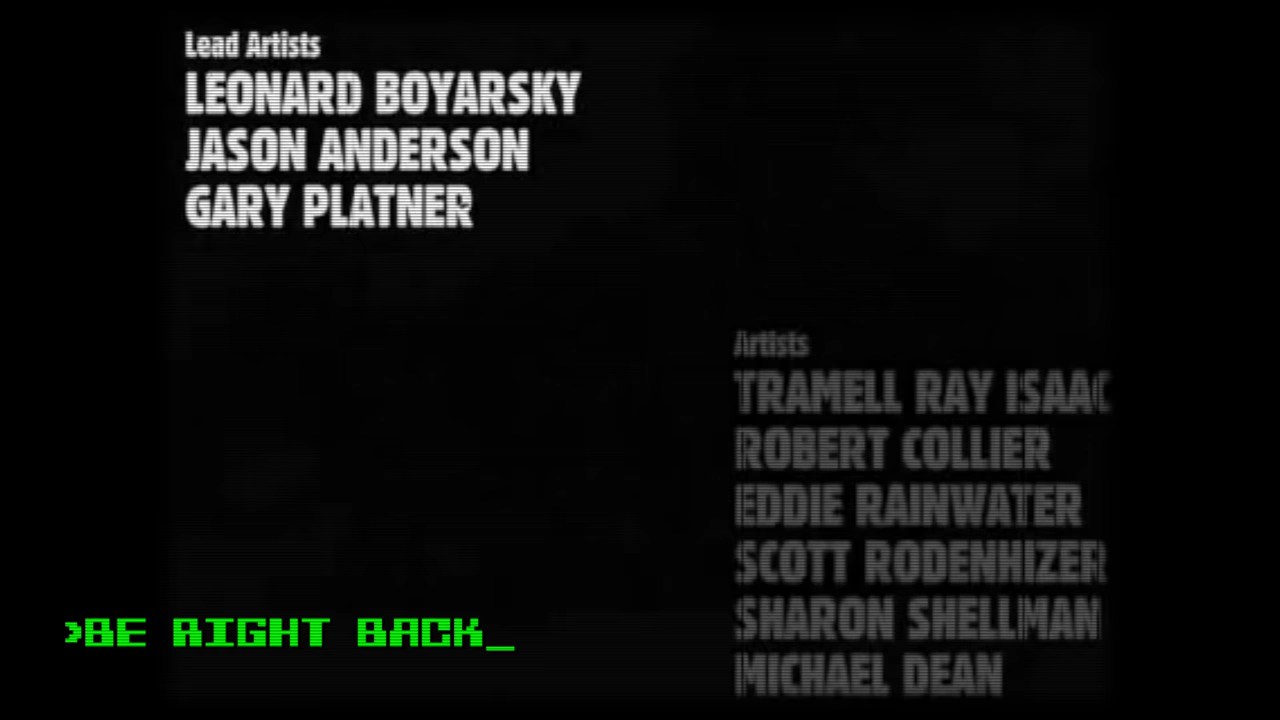 Lead Artists
LEONARD BOYARSKY
JASON ANDERSON
GARY PLATNER
Artists
TRAMELL RAY ISAAC
ROBERT COLLIER
EDDIE RAINWATER
SCOTT RODENHIZER
SHARON SHELLMAN
MICHAEL DEAN
>BE RIGHT BACK_